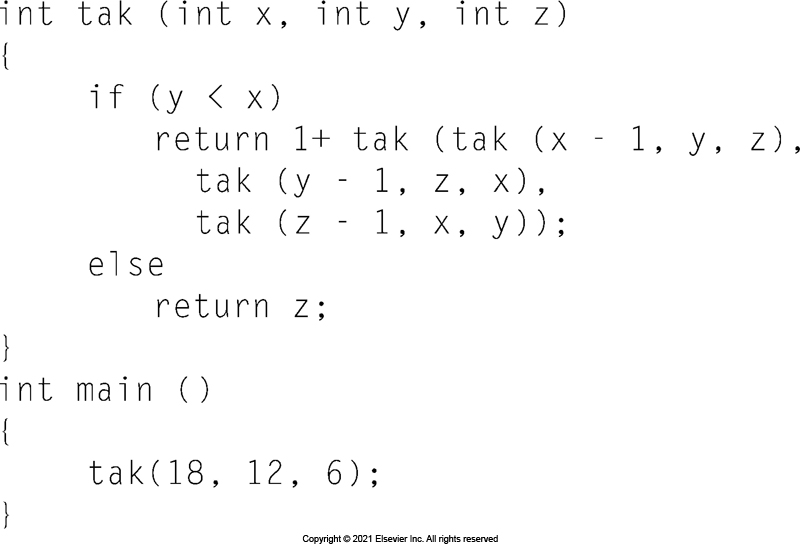 int tak (int x, int y, int z)
{
if (y < x)
return 1+ tak (tak (x - 1, y, z),
tak (y - 1, z, x),
tak (z - 1, x, y));
else
return z;
}
int main ()
{
tak(18, 12, 6);
}
Copyright © 2021 Elsevier Inc. All rights reserved